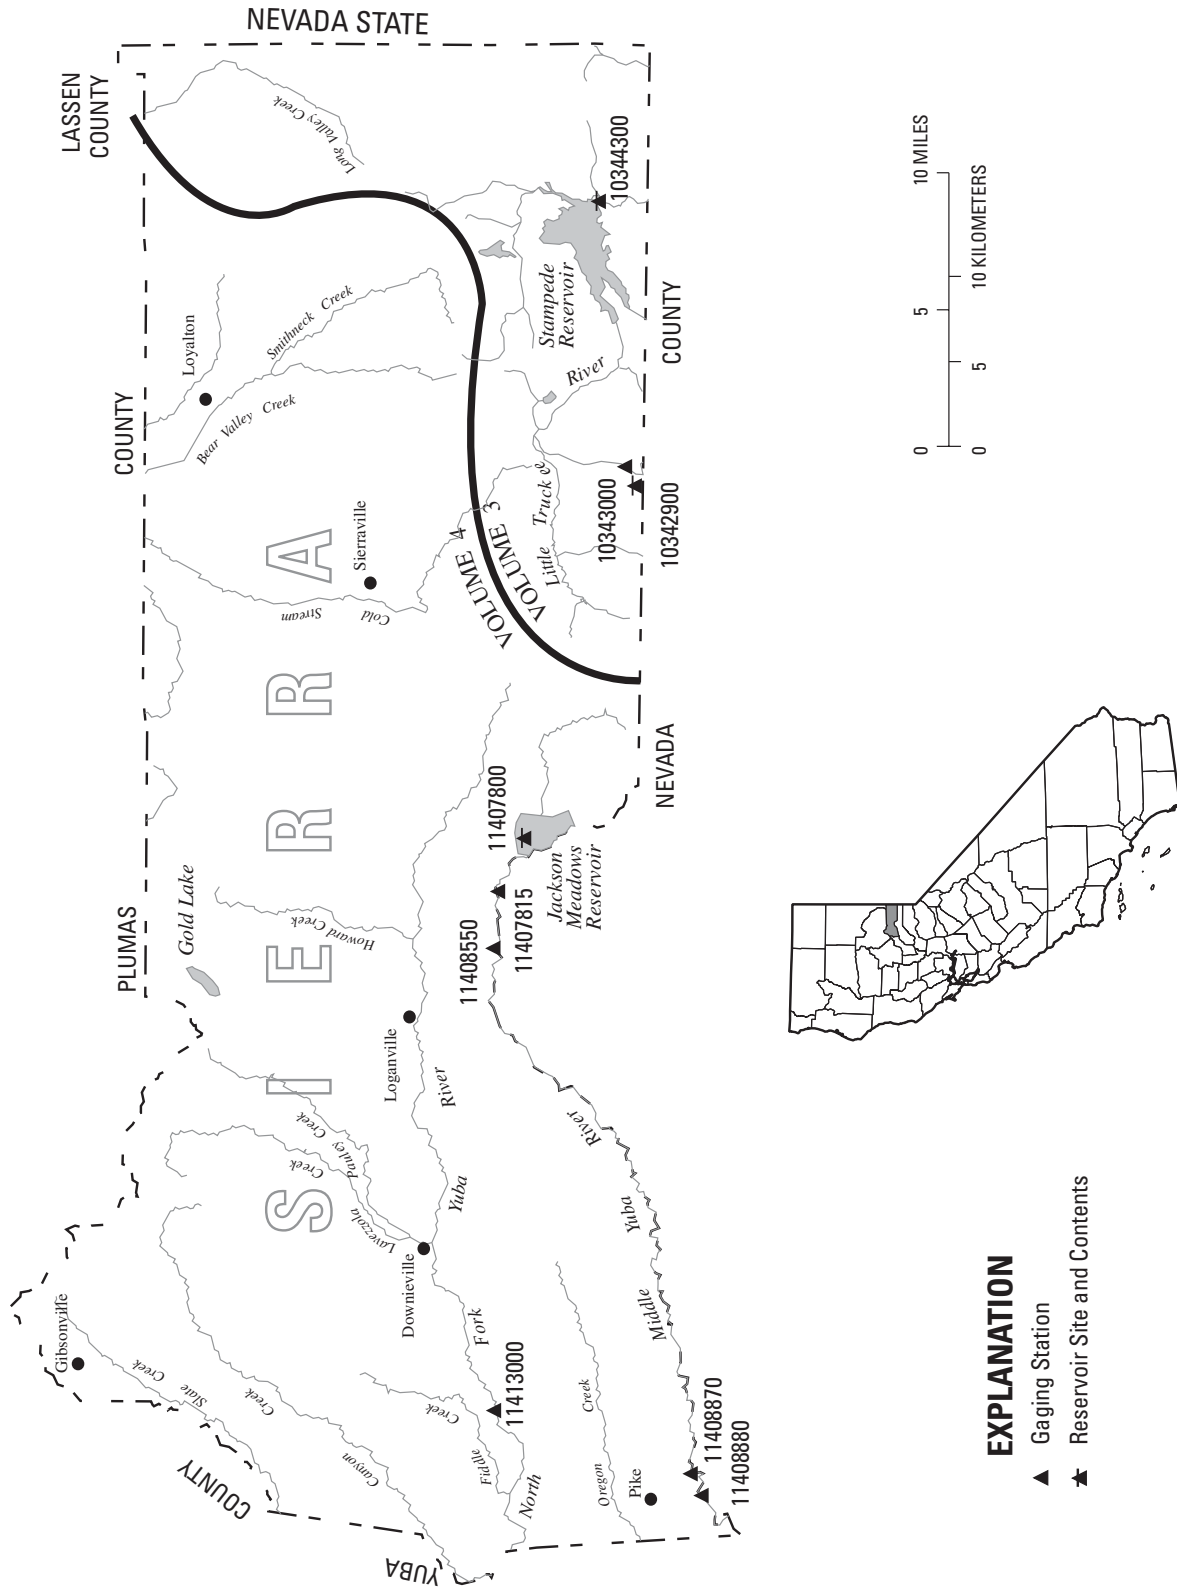 NEVADA STATE
LASSEN
COUNTY
COUNTY
PLUMAS
Long Valley Creek
Loyalton
Smithneck Creek
Bear Valley Creek
Sierraville
Cold Stream
SIERRA
VOLUME 4
VOLUME 3
Stampede
Reservoir
10344300
COUNTY
Little Truckee River
10343000
10342900
NEVADA
Gold Lake
Howard Creek
11407800
Jackson
Meadows
Reservoir
11407815
11408550
Loganville
Pauley Creek
Lavezzola Creek
Downieville
North Fork Yuba River
Gibsonville
Slate Creek
Canyon Creek
Fiddle Creek
11413000
Oregon Creek
Pike
Middle Yuba River
11408870
11408880
COUNTY
YUBA
0 5 10 MILES
0 5 10 KILOMETERS
EXPLANATION
Gaging Station
Reservoir Site and Contents